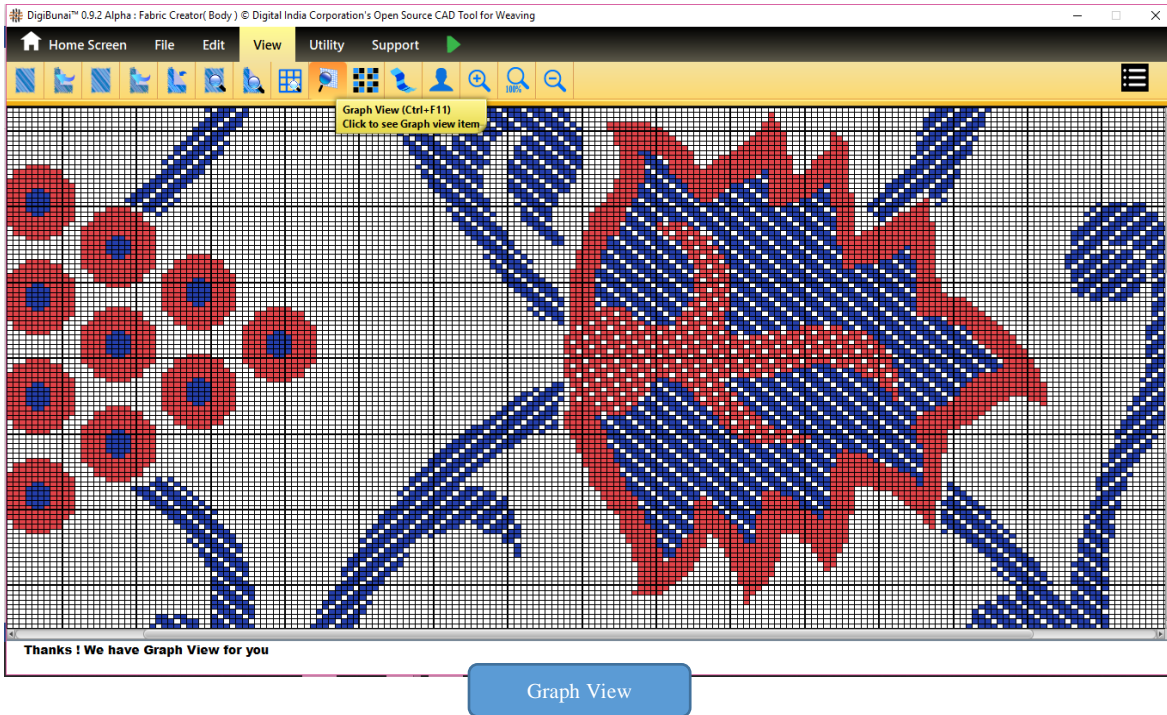 DigiBunai™ 0.9.2 Alpha : Fabric Creator( Body ) © Digital India Corporation's Open Source CAD Tool for Weaving
Home Screen File Edit View Utility Support
100%
Graph View (Ctrl+F11)
Click to see Graph view item
Thanks ! We have Graph View for you
Graph View